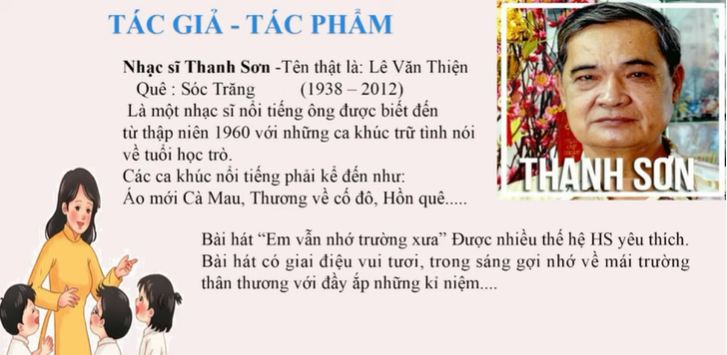 TÁC GIẢ - TÁC PHẨM
Nhạc sĩ Thanh Sơn -Tên thật là: Lê Văn Thiện
Quê : Sóc Trăng (1938 – 2012)
Là một nhạc sĩ nổi tiếng ông được biết đến
từ thập niên 1960 với những ca khúc trữ tình nói
về tuổi học trò.
Các ca khúc nổi tiếng phải kể đến như:
Áo mới Cà Mau, Thương về cố đô, Hồn quê.....
THANH SƠN
Bài hát “Em vẫn nhớ trường xưa” Được nhiều thế hệ HS yêu thích.
Bài hát có giai điệu vui tươi, trong sáng gợi nhớ về mái trường
thân thương với đầy ắp những kỉ niệm....